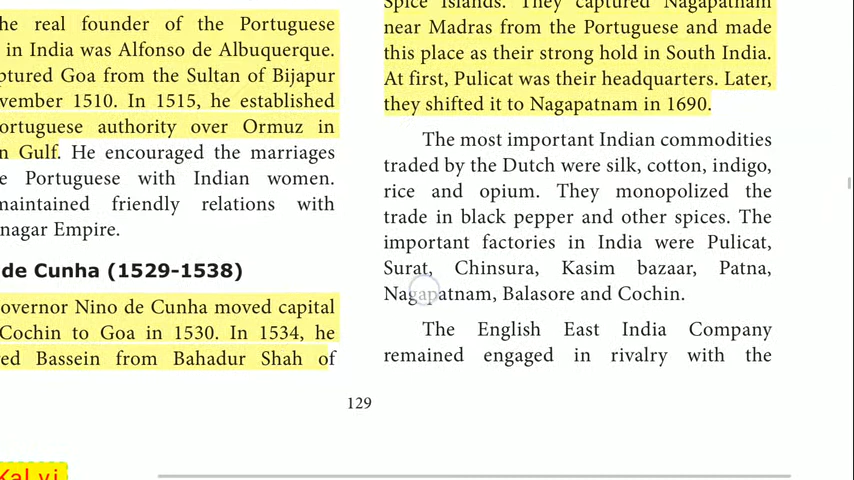 he real founder of the Portuguese
in India was Alfonso de Albuquerque.
ptured Goa from the Sultan of Bijapur
vember 1510. In 1515, he established
ortuguese authority over Ormuz in
n Gulf. He encouraged the marriages
e Portuguese with Indian women.
maintained friendly relations with
nagar Empire.
de Cunha (1529-1538)
overnor Nino de Cunha moved capital
Cochin to Goa in 1530. In 1534, he
red Bassein from Bahadur Shah of
Spice Islands. They captured Nagapatnam
near Madras from the Portuguese and made
this place as their strong hold in South India.
At first, Pulicat was their headquarters. Later,
they shifted it to Nagapatnam in 1690.
The most important Indian commodities
traded by the Dutch were silk, cotton, indigo,
rice and opium. They monopolized the
trade in black pepper and other spices. The
important factories in India were Pulicat,
Surat, Chinsura, Kasim bazaar, Patna,
Nagapatnam, Balasore and Cochin.
The English East India Company
remained engaged in rivalry with the
129
Kalvi